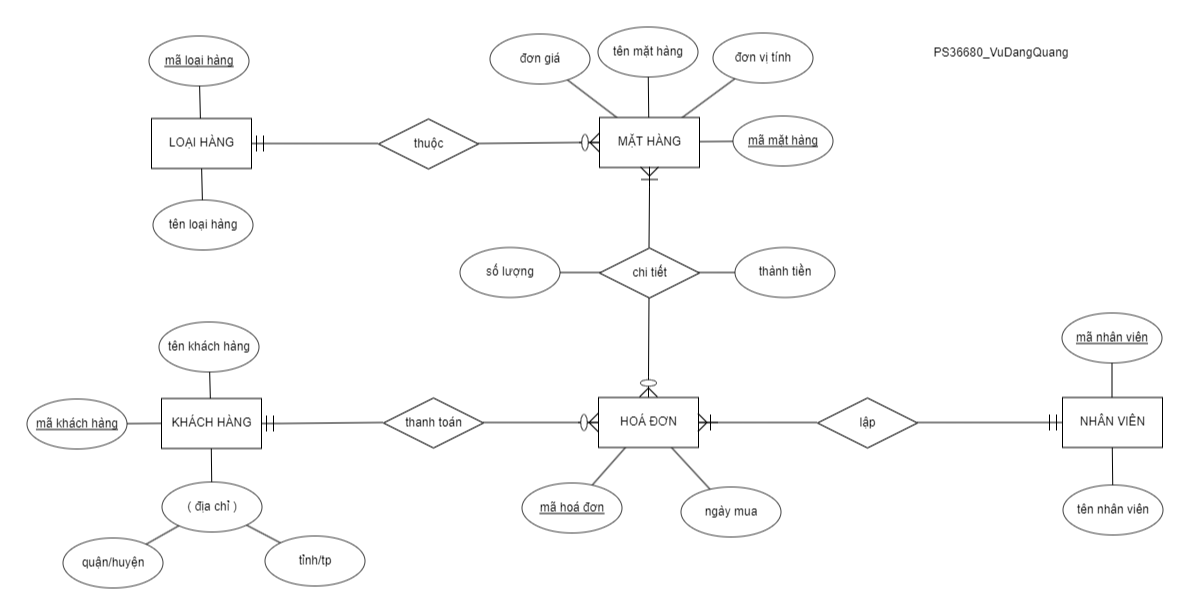 PS36680_VuDangQuang
đơn giá
tên mặt hàng
đơn vị tính
mã loại hàng
LOẠI HÀNG
thuộc
MẶT HÀNG
mã mặt hàng
tên loại hàng
số lượng
chi tiết
thành tiền
tên khách hàng
mã nhân viên
mã khách hàng
KHÁCH HÀNG
thanh toán
HOÁ ĐƠN
lập
NHÂN VIÊN
( địa chỉ )
mã hoá đơn
ngày mua
tên nhân viên
quận/huyện
tỉnh/tp